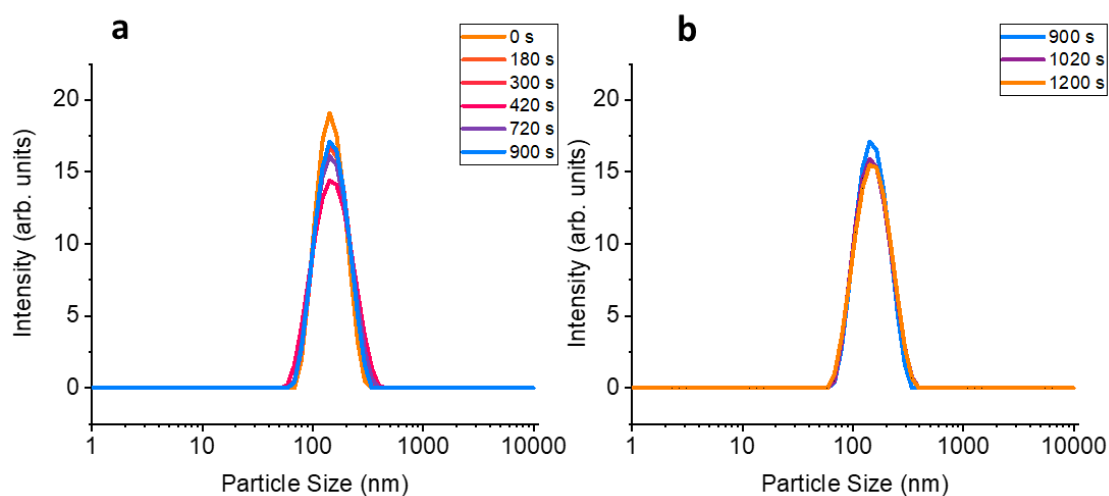 a
0 s
180 s
300 s
420 s
720 s
900 s
20
15
10
5
0
Intensity (arb. units)
1 10 100 1000 10000
Particle Size (nm)
b
900 s
1020 s
1200 s
20
15
10
5
0
Intensity (arb. units)
1 10 100 1000 10000
Particle Size (nm)